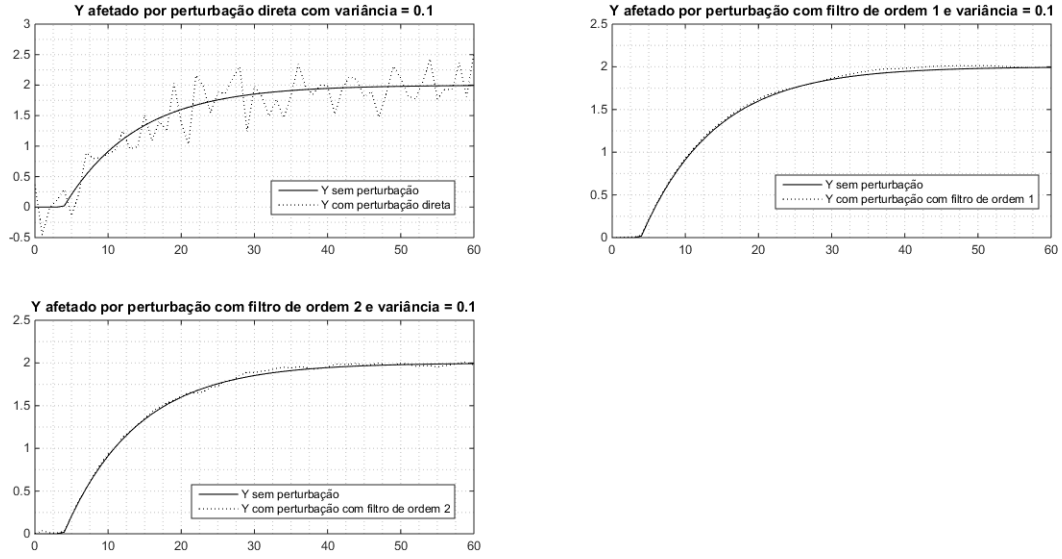 Y afetado por perturbação direta com variância = 0.1
3
2.5
2
1.5
1
0.5
0
-0.5
0 10 20 30 40 50 60
Y sem perturbação
Y com perturbação direta
Y afetado por perturbação com filtro de ordem 1 e variância = 0.1
2.5
2
1.5
1
0.5
0
0 10 20 30 40 50 60
Y sem perturbação
Y com perturbação com filtro de ordem 1
Y afetado por perturbação com filtro de ordem 2 e variância = 0.1
2.5
2
1.5
1
0.5
0
0 10 20 30 40 50 60
Y sem perturbação
Y com perturbação com filtro de ordem 2